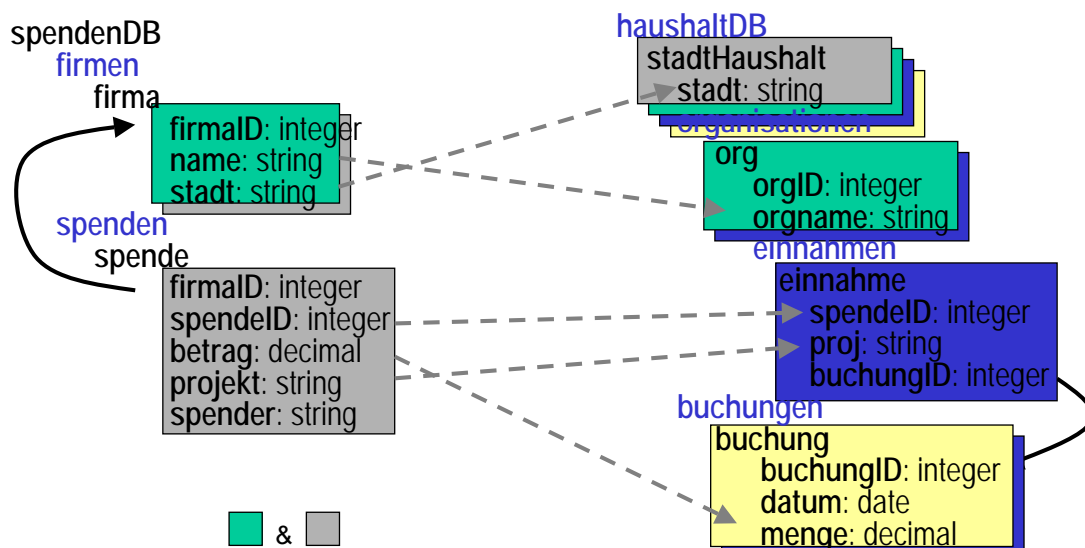 spendenDB
firmen
firma
firmaID: integer
name: string
stadt: string
spenden
spende
firmaID: integer
spendeID: integer
betrag: decimal
projekt: string
spender: string
&
haushaltDB
stadtHaushalt
stadt: string
organisationen
org
orgID: integer
orgname: string
einnahmen
einnahme
spendeID: integer
proj: string
buchungID: integer
buchungen
buchung
buchungID: integer
datum: date
menge: decimal